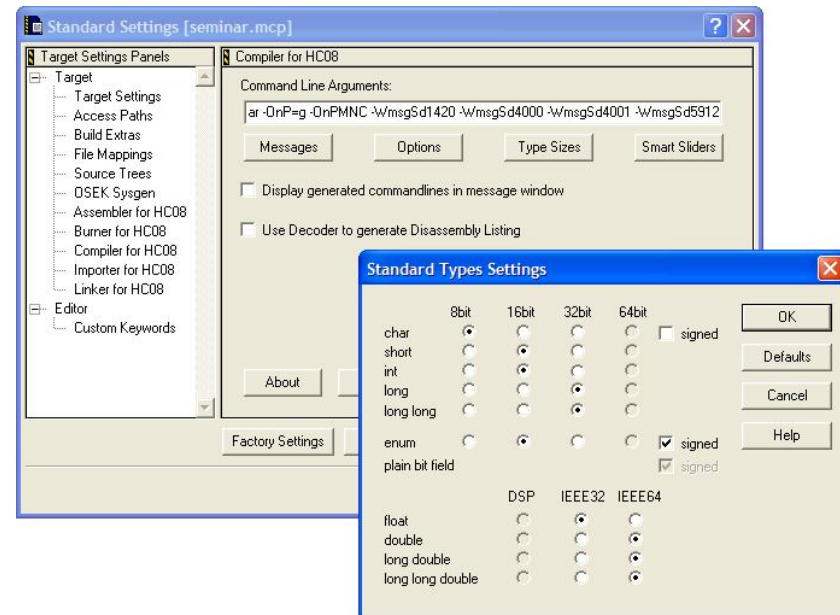 Standard Settings [seminar.mcp]
Target Settings Panels
Target
Target Settings
Access Paths
Build Extras
File Mappings
Source Trees
OSEK Sysgen
Assembler for HC08
Burner for HC08
Compiler for HC08
Importer for HC08
Linker for HC08
Editor
Custom Keywords
Compiler for HC08
Command Line Arguments:
ar -OnP=g -OnPMNC -WmsgSd1420 -WmsgSd4000 -WmsgSd4001 -WmsgSd5912
Messages Options Type Sizes Smart Sliders
Display generated commandlines in message window
Use Decoder to generate Disassembly Listing
About
Factory Settings
Standard Types Settings
8bit 16bit 32bit 64bit
char signed
short
int
long
long long
enum signed
plain bit field signed
DSP IEEE32 IEEE64
float
double
long double
long long double
OK
Defaults
Cancel
Help